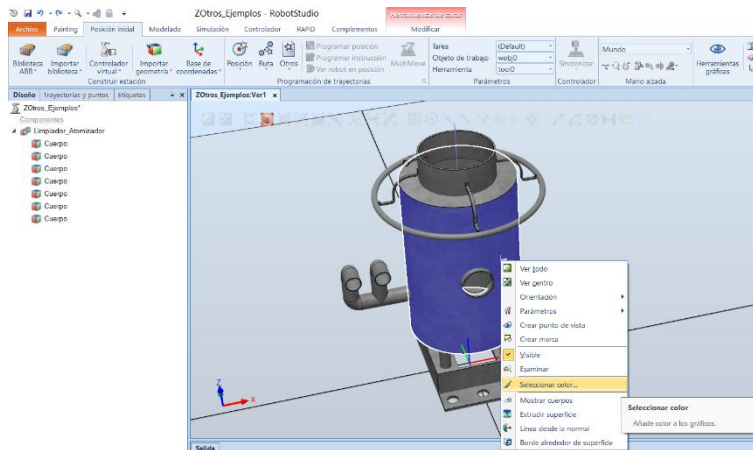 ZOtros_Ejemplos - RobotStudio
Herramientas de curva
Archivo Painting Posición inicial Modelado Simulación Controlador RAPID Complementos Modificar
Biblioteca ABB
Importar biblioteca
Controlador virtual
Importar geometría
Base de coordenadas
Construir estación
Posición Ruta Otros
Programar posición
Programar instrucción
Ver robot en posición
MultiMove
Programación de trayectorias
Tarea (Default)
Objeto de trabajo wobj0
Herramienta tool0
Parámetros
Sincronizar
Controlador
Mundo
Mano alzada
Herramientas gráficas
Diseño Trayectorias y puntos Etiquetas
ZOtros_Ejemplos:Ver1
ZOtros_Ejemplos*
Componentes
Limpiador_Atomizador
Cuerpo
Cuerpo
Cuerpo
Cuerpo
Cuerpo
Cuerpo
Cuerpo
Ver todo
Ver centro
Orientación
Parámetros
Crear punto de vista
Crear marca
Visible
Examinar
Seleccionar color...
Mostrar cuerpos
Extrudir superficie
Línea desde la normal
Borde alrededor de superficie
Seleccionar color
Añade color a los gráficos.
Z
X
Salida